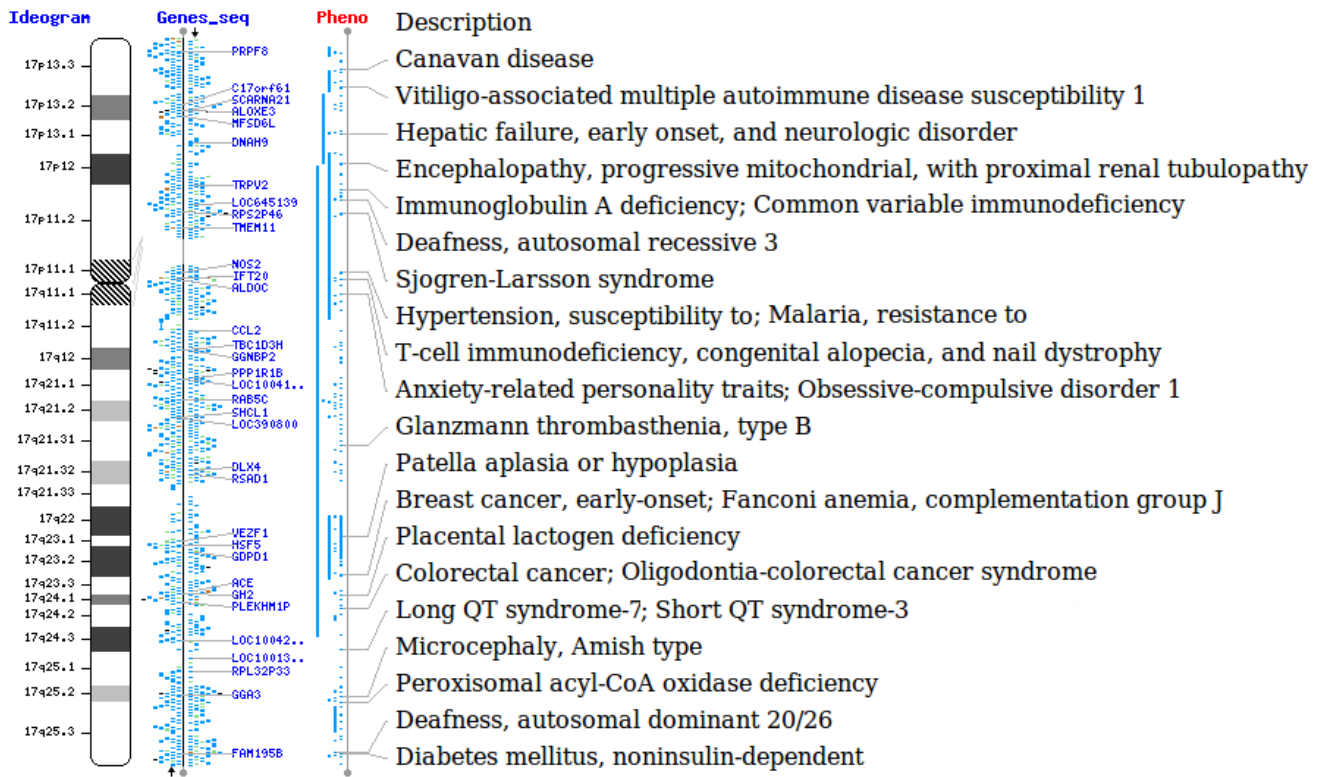 Ideogram Genes_seq Pheno Description
17p13.3
17p13.2
17p13.1
17p12
17p11.2
17p11.1
17q11.1
17q11.2
17q12
17q21.1
17q21.2
17q21.31
17q21.32
17q21.33
17q22
17q23.1
17q23.2
17q23.3
17q24.1
17q24.2
17q24.3
17q25.1
17q25.2
17q25.3
PRPF8
C17orf61
SCARNA21
ALOXE3
MFSD6L
DNAH9
TRPV2
LOC645139
RPS2P46
TMEM11
NOS2
IFT20
ALDOC
CCL2
TBC1D3H
GGNBP2
PPP1R1B
LOC10041..
RAB5C
SHCL1
LOC390800
DLX4
RSAD1
VEZF1
HSF5
GDPD1
ACE
GH2
PLEKHM1P
LOC10042..
LOC10013..
RPL32P33
GGA3
FAM195B
Canavan disease
Vitiligo-associated multiple autoimmune disease susceptibility 1
Hepatic failure, early onset, and neurologic disorder
Encephalopathy, progressive mitochondrial, with proximal renal tubulopathy
Immunoglobulin A deficiency; Common variable immunodeficiency
Deafness, autosomal recessive 3
Sjogren-Larsson syndrome
Hypertension, susceptibility to; Malaria, resistance to
T-cell immunodeficiency, congenital alopecia, and nail dystrophy
Anxiety-related personality traits; Obsessive-compulsive disorder 1
Glanzmann thrombasthenia, type B
Patella aplasia or hypoplasia
Breast cancer, early-onset; Fanconi anemia, complementation group J
Placental lactogen deficiency
Colorectal cancer; Oligodontia-colorectal cancer syndrome
Long QT syndrome-7; Short QT syndrome-3
Microcephaly, Amish type
Peroxisomal acyl-CoA oxidase deficiency
Deafness, autosomal dominant 20/26
Diabetes mellitus, noninsulin-dependent